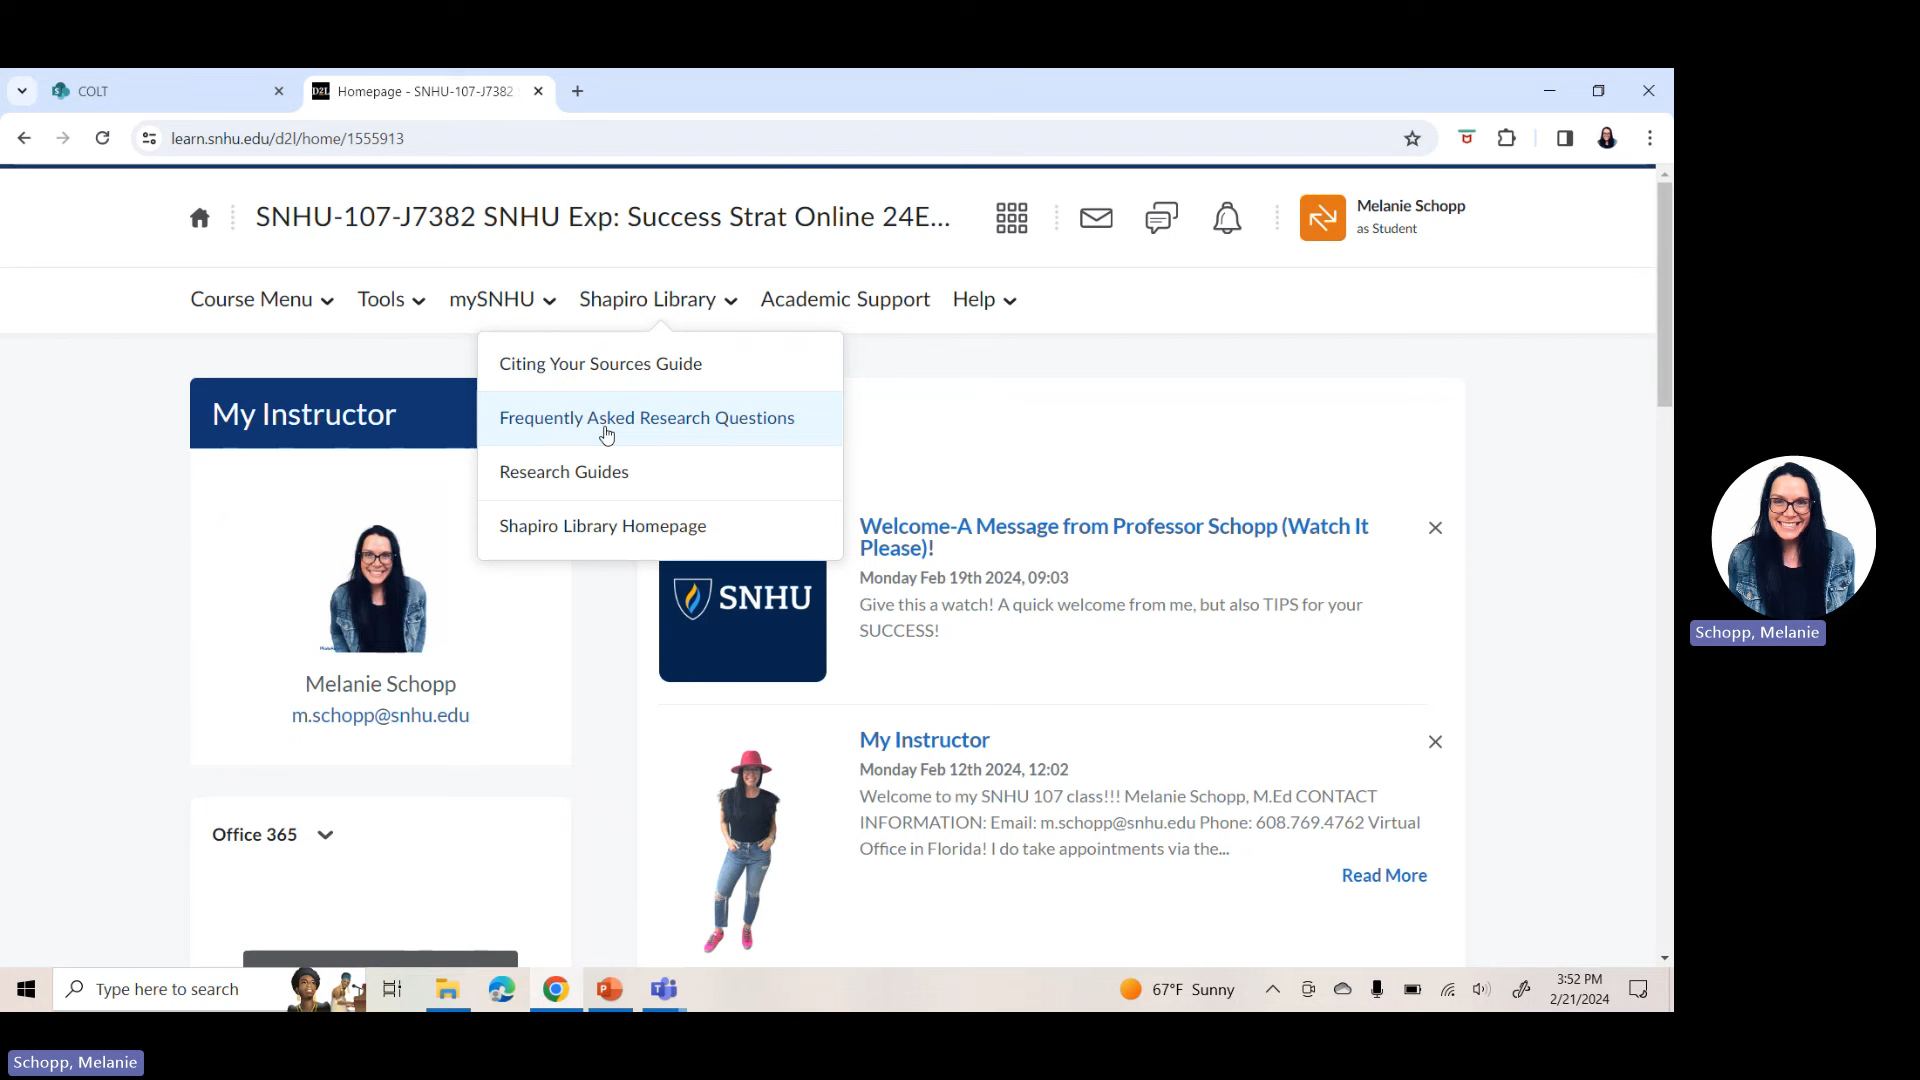 COLT
D2L
Homepage - SNHU-107-J7382
learn.snhu.edu/d2l/home/1555913
SNHU-107-J7382 SNHU Exp: Success Strat Online 24E...
Melanie Schopp
as Student
Course Menu
Tools
mySNHU
Shapiro Library
Academic Support
Help
Citing Your Sources Guide
Frequently Asked Research Questions
Research Guides
Shapiro Library Homepage
My Instructor
Melanie Schopp
m.schopp@snhu.edu
Office 365
SNHU
Welcome-A Message from Professor Schopp (Watch It
Please)!
Monday Feb 19th 2024, 09:03
Give this a watch! A quick welcome from me, but also TIPS for your
SUCCESS!
My Instructor
Monday Feb 12th 2024, 12:02
Welcome to my SNHU 107 class!!! Melanie Schopp, M.Ed CONTACT
INFORMATION: Email: m.schopp@snhu.edu Phone: 608.769.4762 Virtual
Office in Florida! I do take appointments via the...
Read More
Schopp, Melanie
Type here to search
67°F Sunny
3:52 PM
2/21/2024
Schopp, Melanie